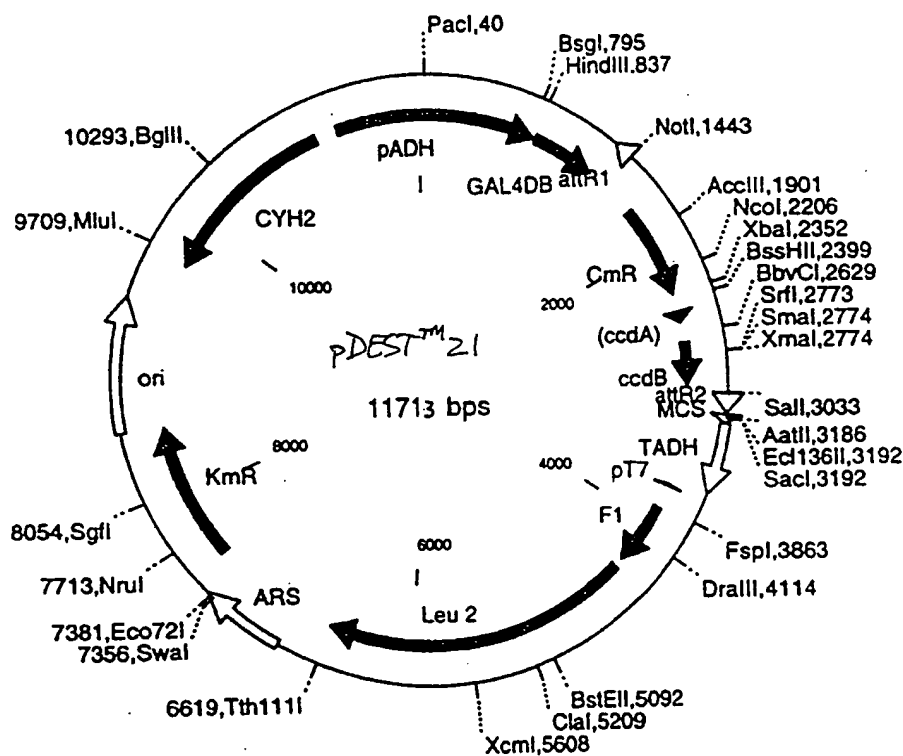 PacI,40
BsgI,795
HindIII,837
NotI,1443
10293,BglII
pADH
GAL4DB
attR1
AccIII,1901
NcoI,2206
XbaI,2352
BssHII,2399
BbvCI,2629
SrfI,2773
SmaI,2774
XmaI,2774
9709,MluI
CYH2
CmR
10000
2000
(ccdA)
pDEST™21
ori
ccdB
attR2
MCS
11713 bps
SalI,3033
AatII,3186
Ecl136II,3192
SacI,3192
TADH
KmR
8000
4000
pT7
F1
8054,SgfI
FspI,3863
7713,NruI
6000
DraIII,4114
ARS
Leu 2
7381,Eco72I
7356,SwaI
6619,Tth111I
BstEII,5092
ClaI,5209
XcmI,5608